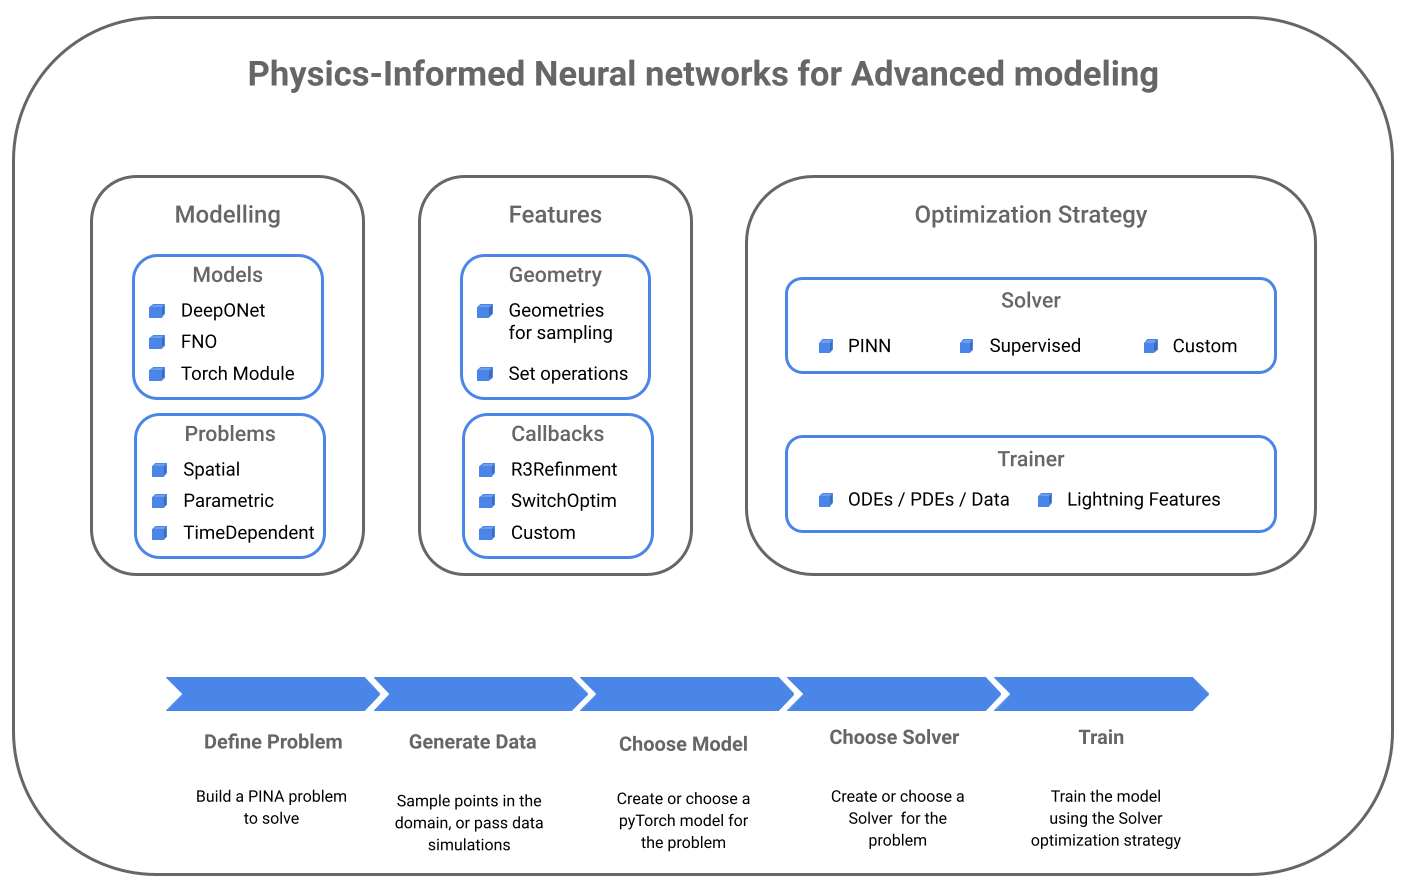 Physics-Informed Neural networks for Advanced modeling
Modelling
Models
DeepONet
FNO
Torch Module
Problems
Spatial
Parametric
TimeDependent
Features
Geometry
Geometries
for sampling
Set operations
Callbacks
R3Refinment
SwitchOptim
Custom
Optimization Strategy
Solver
PINN
Supervised
Custom
Trainer
ODEs / PDEs / Data
Lightning Features
Define Problem
Build a PINA problem
to solve
Generate Data
Sample points in the
domain, or pass data
simulations
Choose Model
Create or choose a
pyTorch model for
the problem
Choose Solver
Create or choose a
Solver for the
problem
Train
Train the model
using the Solver
optimization strategy